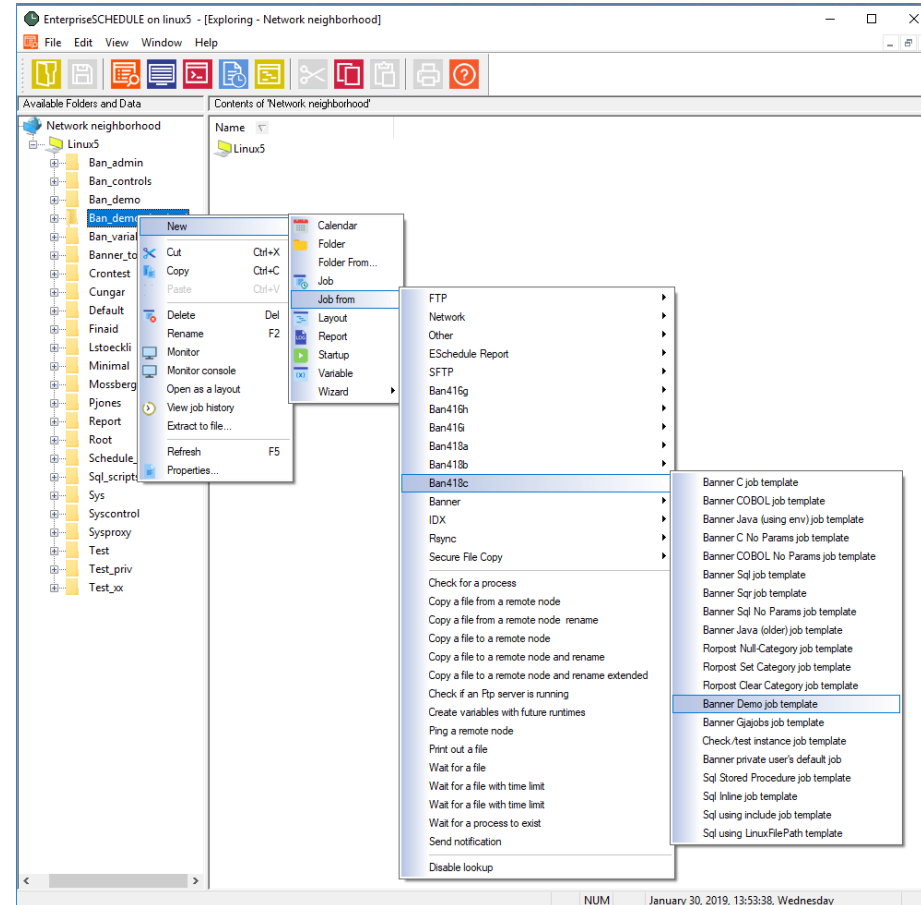 EnterpriseSCHEDULE on linux5 - [Exploring - Network neighborhood]
File Edit View Window Help
Available Folders and Data
Contents of 'Network neighborhood'
Network neighborhood
Linux5
Ban_admin
Ban_controls
Ban_demo
Ban_demo
Ban_varial
Banner_to
Crontest
Cungar
Default
Finaid
Lstoeckli
Minimal
Mossberg
Pjones
Report
Root
Schedule_
Sql_scripts
Sys
Syscontrol
Sysproxy
Test
Test_priv
Test_xx
Name
Linux5
New
Cut Ctrl+X
Copy Ctrl+C
Paste Ctrl+V
Delete Del
Rename F2
Monitor
Monitor console
Open as a layout
View job history
Extract to file...
Refresh F5
Properties...
Calendar
Folder
Folder From...
Job
Job from
Layout
LOG
Report
Startup
(x)
Variable
Wizard
FTP
Network
Other
ESchedule Report
SFTP
Ban416g
Ban416h
Ban416i
Ban418a
Ban418b
Ban418c
Banner
IDX
Rsync
Secure File Copy
Check for a process
Copy a file from a remote node
Copy a file from a remote node rename
Copy a file to a remote node
Copy a file to a remote node and rename
Copy a file to a remote node and rename extended
Check if an Ftp server is running
Create variables with future runtimes
Ping a remote node
Print out a file
Wait for a file
Wait for a file with time limit
Wait for a file with time limit
Wait for a process to exist
Send notification
Disable lookup
Banner C job template
Banner COBOL job template
Banner Java (using env) job template
Banner C No Params job template
Banner COBOL No Params job template
Banner Sql job template
Banner Sqr job template
Banner Sql No Params job template
Banner Java (older) job template
Rorpost Null-Category job template
Rorpost Set Category job template
Rorpost Clear Category job template
Banner Demo job template
Banner Gjajobs job template
Check/test instance job template
Banner private user's default job
Sql Stored Procedure job template
Sql Inline job template
Sql using include job template
Sql using LinuxFilePath template
NUM
January 30, 2019, 13:53:38, Wednesday